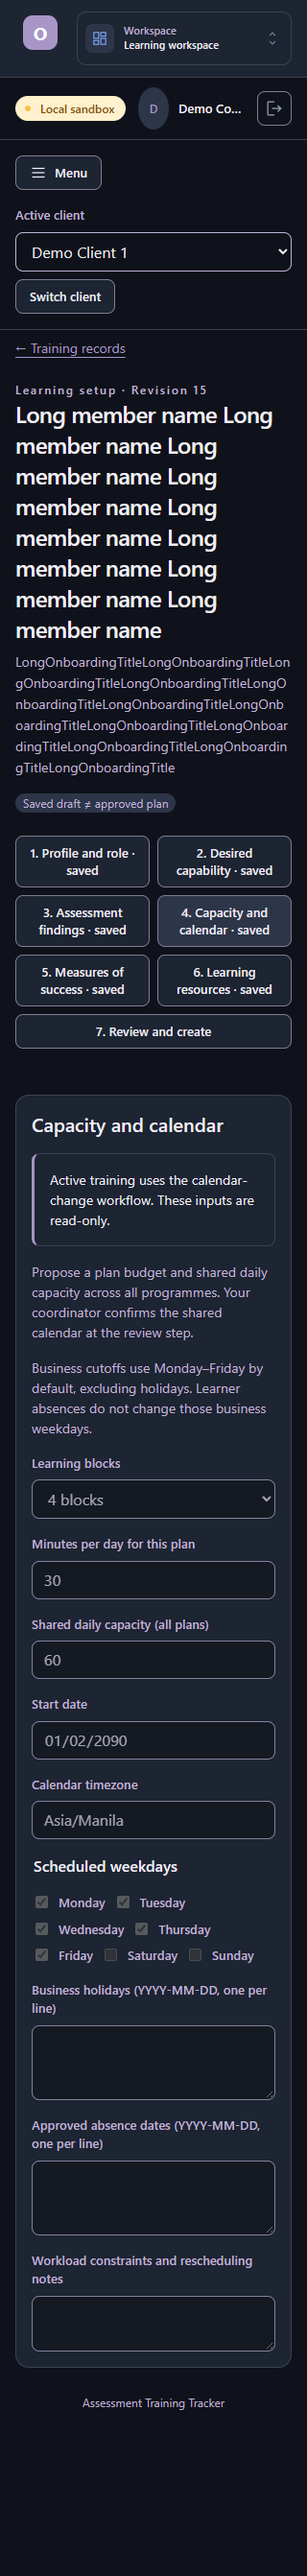 O
Workspace
Learning workspace
Local sandbox
D
Demo Co...
Menu
Active client
Demo Client 1
Switch client
← Training records
Learning setup · Revision 15
Long member name Long
member name Long
member name Long
member name Long
member name Long
member name Long
member name Long
member name
LongOnboardingTitleLongOnboardingTitleLon
gOnboardingTitleLongOnboardingTitleLongO
nboardingTitleLongOnboardingTitleLongOnb
oardingTitleLongOnboardingTitleLongOnboar
dingTitleLongOnboardingTitleLongOnboardin
gTitleLongOnboardingTitle
Saved draft ≠ approved plan
1. Profile and role ·
saved
2. Desired
capability · saved
3. Assessment
findings · saved
4. Capacity and
calendar · saved
5. Measures of
success · saved
6. Learning
resources · saved
7. Review and create
Capacity and calendar
Active training uses the calendar-
change workflow. These inputs are
read-only.
Propose a plan budget and shared daily
capacity across all programmes. Your
coordinator confirms the shared
calendar at the review step.
Business cutoffs use Monday–Friday by
default, excluding holidays. Learner
absences do not change those business
weekdays.
Learning blocks
4 blocks
Minutes per day for this plan
30
Shared daily capacity (all plans)
60
Start date
01/02/2090
Calendar timezone
Asia/Manila
Scheduled weekdays
Monday
Tuesday
Wednesday
Thursday
Friday
Saturday
Sunday
Business holidays (YYYY-MM-DD, one per
line)
Approved absence dates (YYYY-MM-DD,
one per line)
Workload constraints and rescheduling
notes
Assessment Training Tracker